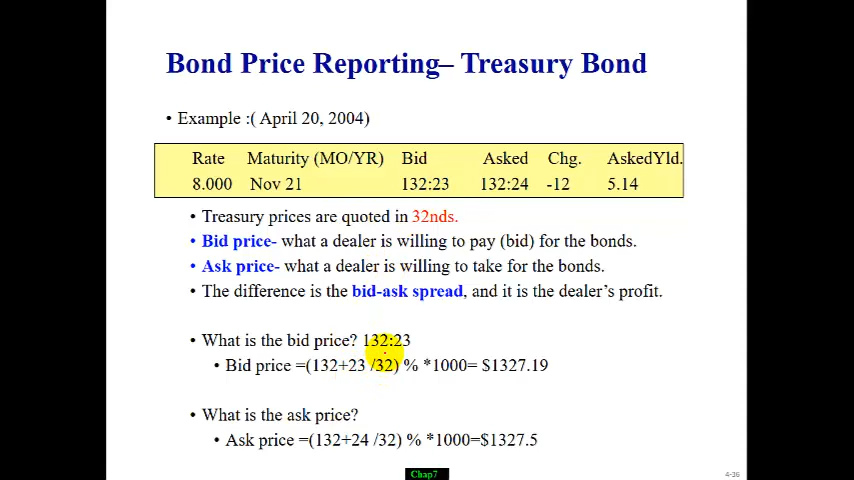 Bond Price Reporting– Treasury Bond
• Example :( April 20, 2004)
Rate Maturity (MO/YR) Bid Asked Chg. AskedYld.
8.000 Nov 21 132:23 132:24 -12 5.14
• Treasury prices are quoted in 32nds.
• Bid price- what a dealer is willing to pay (bid) for the bonds.
• Ask price- what a dealer is willing to take for the bonds.
• The difference is the bid-ask spread, and it is the dealer's profit.
• What is the bid price? 132:23
• Bid price =(132+23 /32) % *1000= $1327.19
• What is the ask price?
• Ask price =(132+24 /32) % *1000=$1327.5
Chap7
4-36